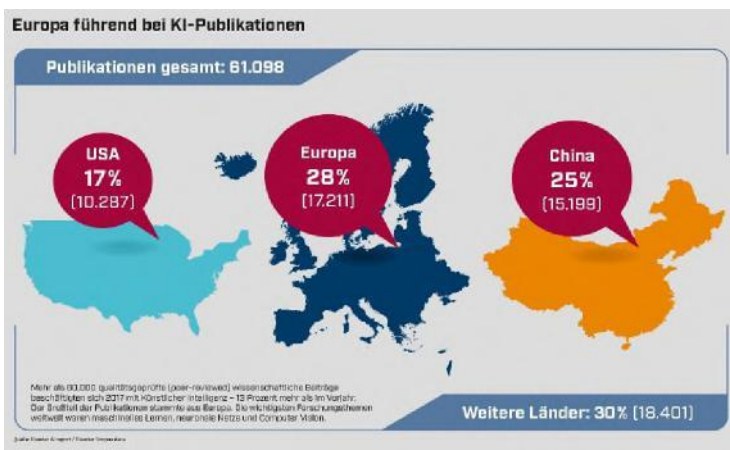 Europa führend bei KI-Publikationen
Publikationen gesamt: 61.098
USA
17%
(10.287)
Europa
28%
(17.211)
China
25%
(15.199)
Mehr als 60.000 qualitätsgeprüfte (peer-reviewed) wissenschaftliche Beiträge
beschäftigten sich 2017 mit Künstlicher Intelligenz – 13 Prozent mehr als im Vorjahr.
Der Großteil der Publikationen stammte aus Europa. Die wichtigsten Forschungsthemen
weltweit waren maschinelles Lernen, neuronale Netze und Computer Vision.
Weitere Länder: 30% (18.401)